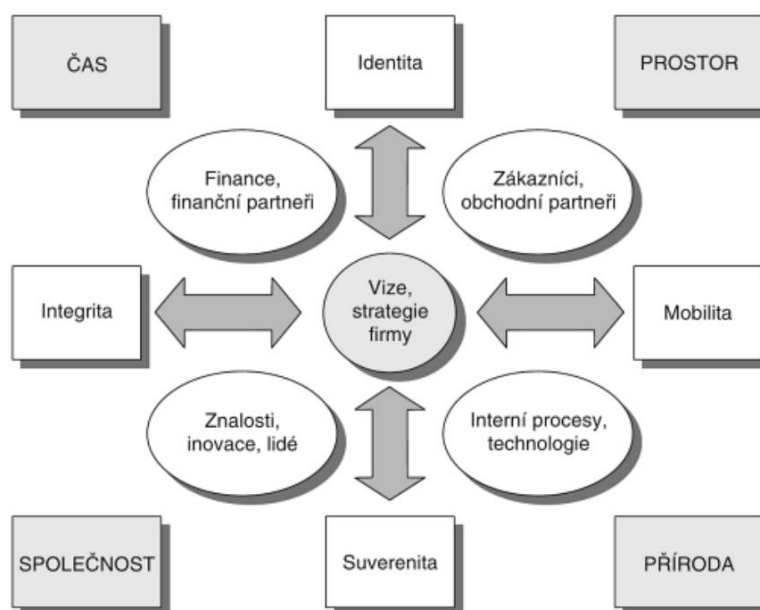 ČAS
Identita
PROSTOR
Finance,
finanční partneři
Zákazníci,
obchodní partneři
Integrita
Vize,
strategie
firmy
Mobilita
Znalosti,
inovace, lidé
Interní procesy,
technologie
SPOLEČNOST
Suverenita
PŘÍRODA